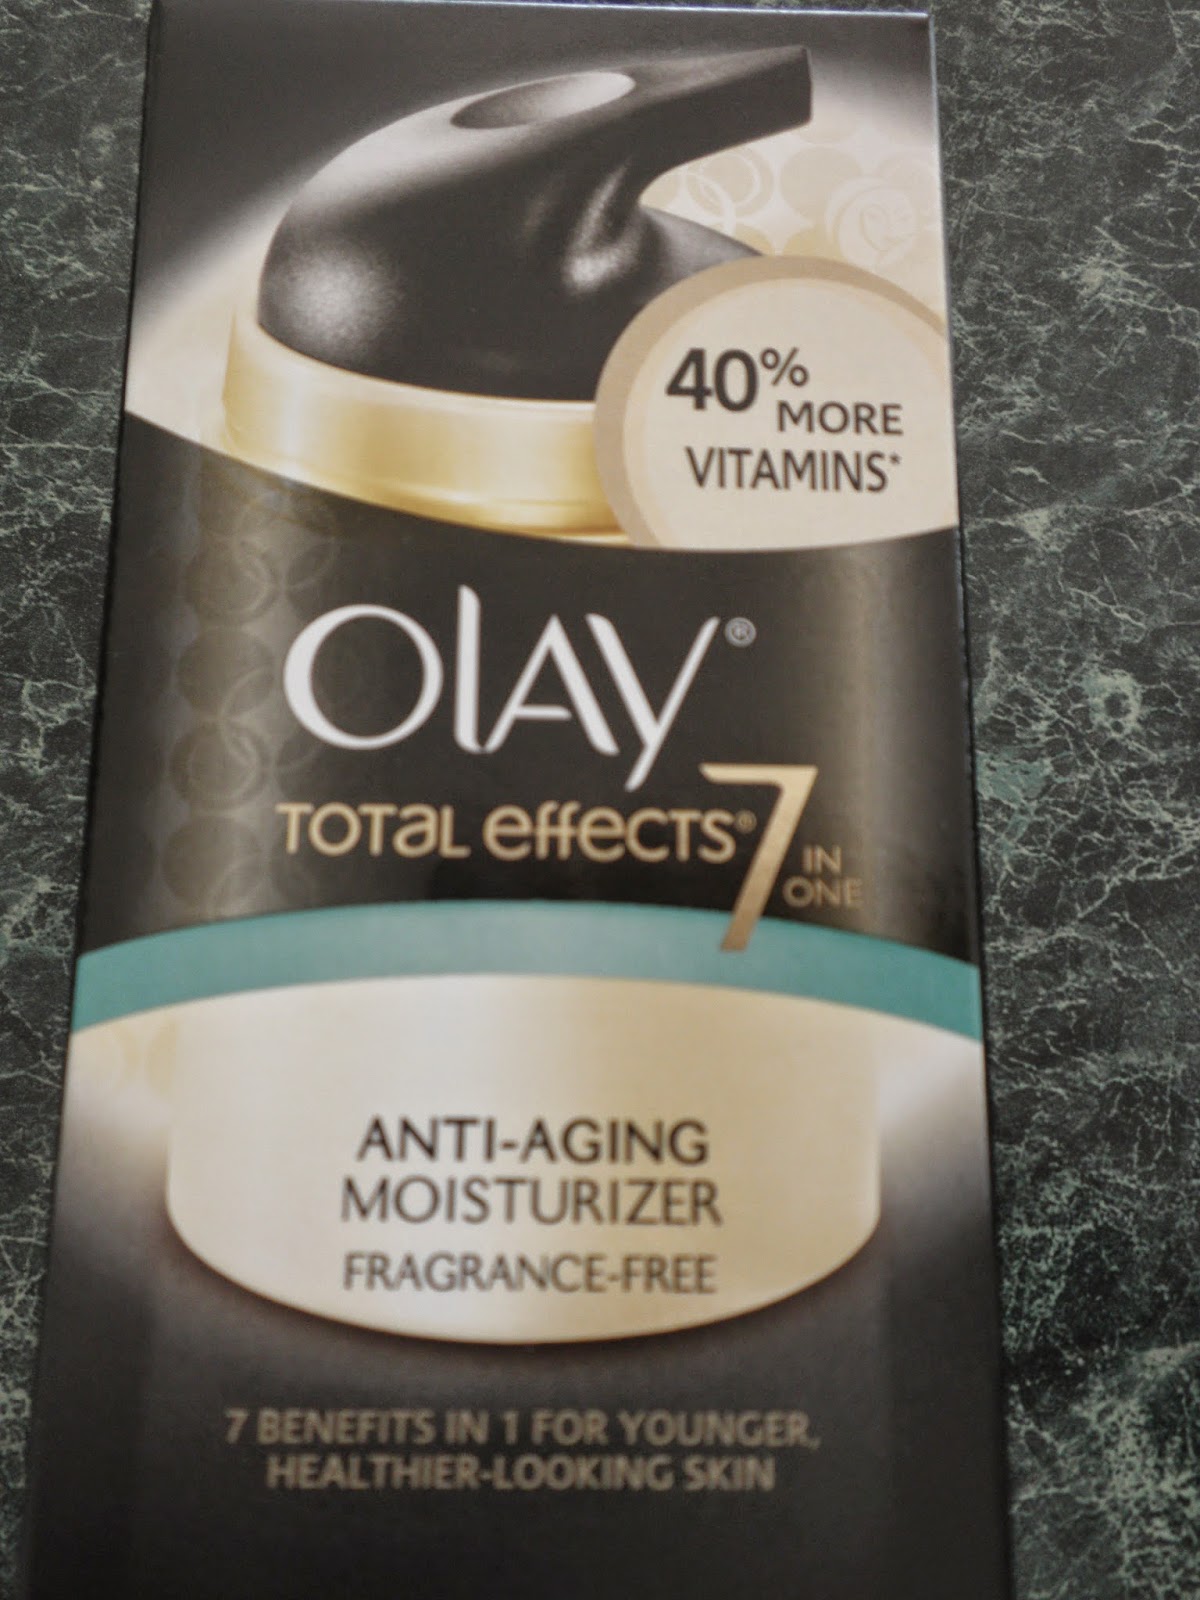 40%
MORE
VITAMINS*
OLAY®
TOTAL effects® 7
IN
ONE
ANTI-AGING
MOISTURIZER
FRAGRANCE-FREE
7 BENEFITS IN 1 FOR YOUNGER,
HEALTHIER-LOOKING SKIN